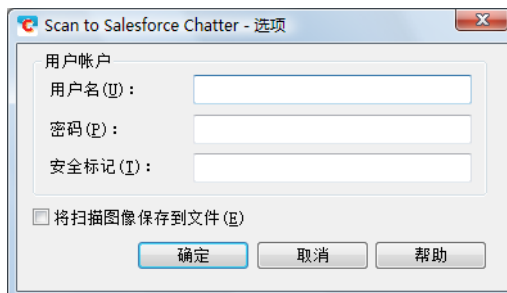 Scan to Salesforce Chatter - 选项
用户帐户
用户名(U)：
密码(P)：
安全标记(T)：
将扫描图像保存到文件(E)
确定 取消 帮助